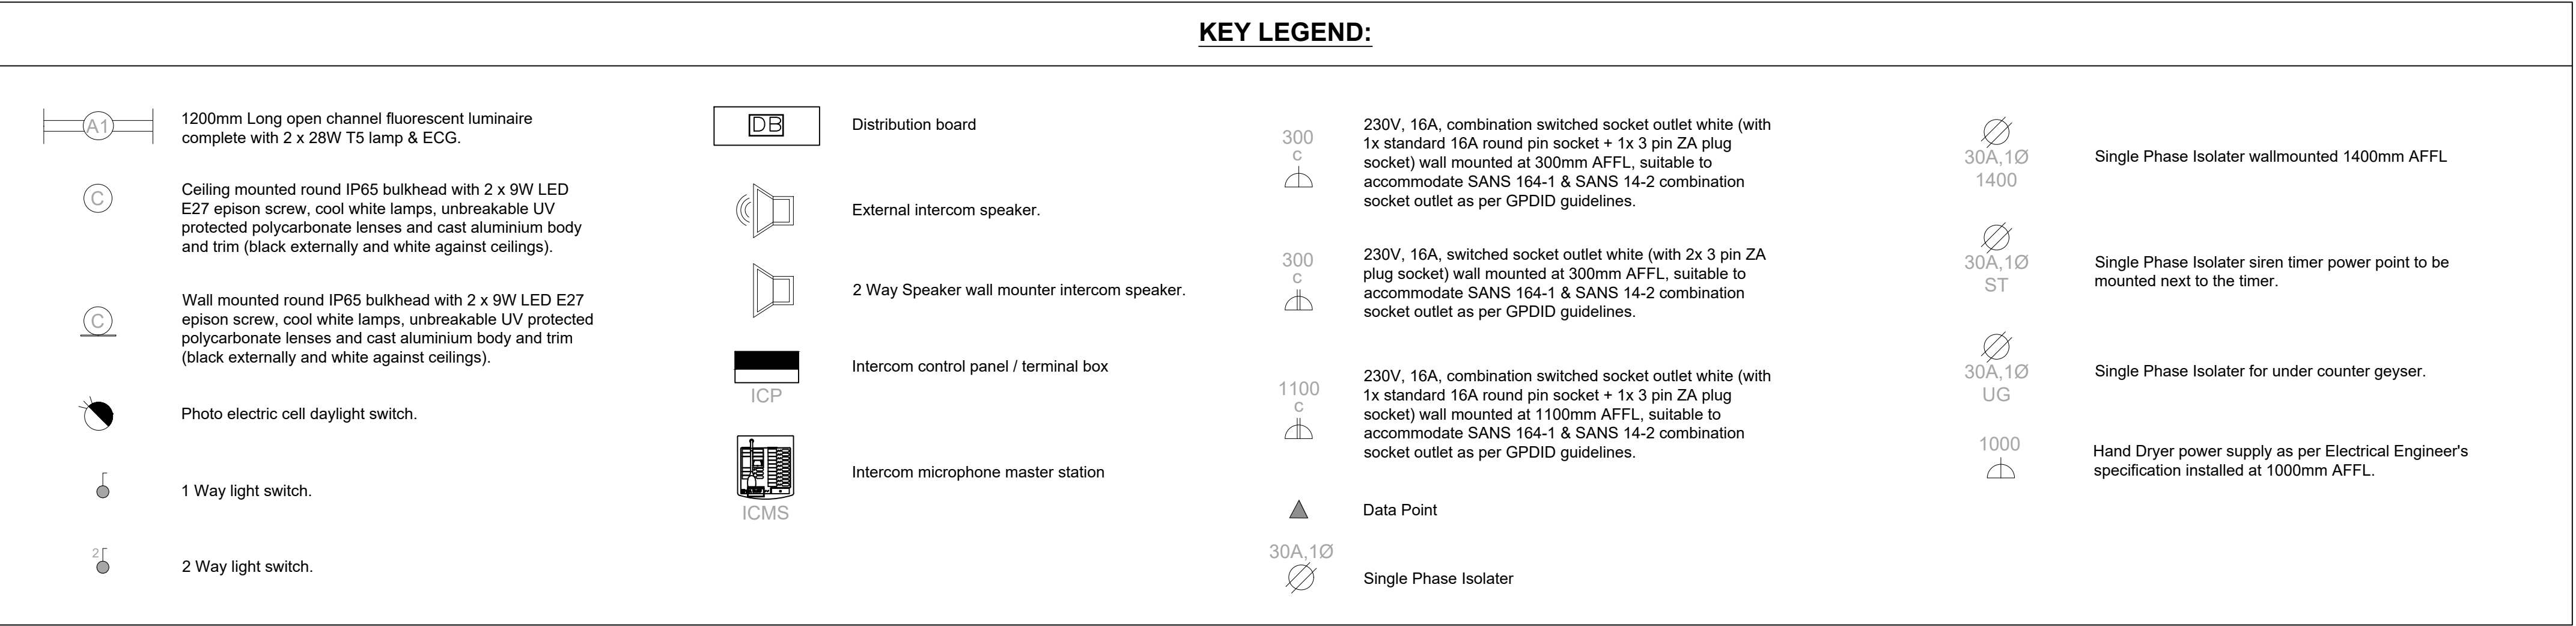 KEY LEGEND:
A1
1200mm Long open channel fluorescent luminaire
complete with 2 x 28W T5 lamp & ECG.
C
Ceiling mounted round IP65 bulkhead with 2 x 9W LED
E27 epison screw, cool white lamps, unbreakable UV
protected polycarbonate lenses and cast aluminium body
and trim (black externally and white against ceilings).
C
Wall mounted round IP65 bulkhead with 2 x 9W LED E27
epison screw, cool white lamps, unbreakable UV protected
polycarbonate lenses and cast aluminium body and trim
(black externally and white against ceilings).
Photo electric cell daylight switch.
1 Way light switch.
2
2 Way light switch.
DB
Distribution board
External intercom speaker.
2 Way Speaker wall mounter intercom speaker.
Intercom control panel / terminal box
ICP
Intercom microphone master station
ICMS
300
C
230V, 16A, combination switched socket outlet white (with
1x standard 16A round pin socket + 1x 3 pin ZA plug
socket) wall mounted at 300mm AFFL, suitable to
accommodate SANS 164-1 & SANS 14-2 combination
socket outlet as per GPDID guidelines.
300
C
230V, 16A, switched socket outlet white (with 2x 3 pin ZA
plug socket) wall mounted at 300mm AFFL, suitable to
accommodate SANS 164-1 & SANS 14-2 combination
socket outlet as per GPDID guidelines.
1100
C
230V, 16A, combination switched socket outlet white (with
1x standard 16A round pin socket + 1x 3 pin ZA plug
socket) wall mounted at 1100mm AFFL, suitable to
accommodate SANS 164-1 & SANS 14-2 combination
socket outlet as per GPDID guidelines.
Data Point
30A,1Ø
Single Phase Isolater
30A,1Ø
1400
Single Phase Isolater wallmounted 1400mm AFFL
30A,1Ø
ST
Single Phase Isolater siren timer power point to be
mounted next to the timer.
30A,1Ø
UG
Single Phase Isolater for under counter geyser.
1000
Hand Dryer power supply as per Electrical Engineer's
specification installed at 1000mm AFFL.